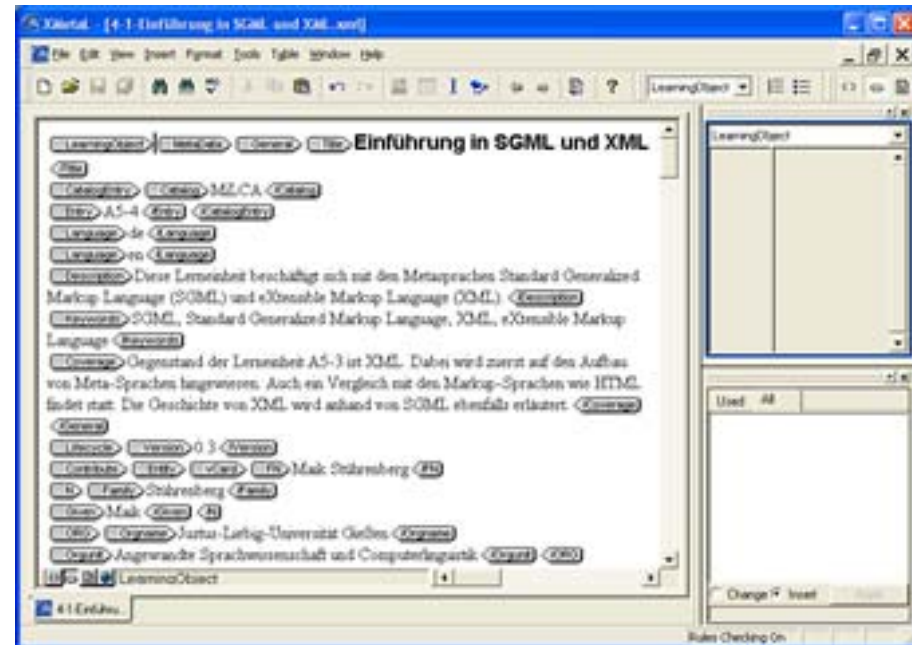 XMetaL - [4-1-Einführung in SGML und XML.xml]
File Edit View Insert Format Tools Table Window Help
LearningObject
LearningObject MetaData General Title Einführung in SGML und XML
/Title
CatalogEntry Catalog MiLCA /Catalog
Entry A5-4 /Entry /CatalogEntry
Language de /Language
Language en /Language
Description Diese Lerneinheit beschäftigt sich mit den Metasprachen Standard Generalized
Markup Language (SGML) und eXtensible Markup Language (XML). /Description
Keywords SGML, Standard Generalized Markup Language, XML, eXtensible Markup
Language /Keywords
Coverage Gegenstand der Lerneinheit A5-3 ist XML. Dabei wird zuerst auf den Aufbau
von Meta-Sprachen hingewiesen. Auch ein Vergleich mit den Markup-Sprachen wie HTML
findet statt. Die Geschichte von XML wird anhand von SGML ebenfalls erläutert. /Coverage
/General
Lifecycle Version 0.3 /Version
Contribute Entity vCard FN Maik Stührenberg /FN
N Family Stührenberg /Family
Given Maik /Given /N
ORG Orgname Justus-Liebig-Universität Gießen /Orgname
Orgunit Angewandte Sprachwissenschaft und Computerlinguistik /Orgunit /ORG
LearningObject
4-1-Einführu...
LearningObject
Used All
Change Insert
Rules Checking On